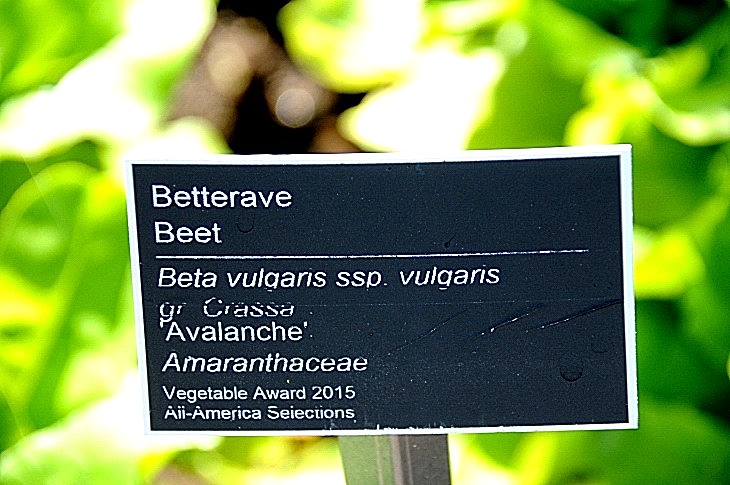 Betterave
Beet
Beta vulgaris ssp. vulgaris
gr Crassa
'Avalanche'
Amaranthaceae
Vegetable Award 2015
All-America Selections